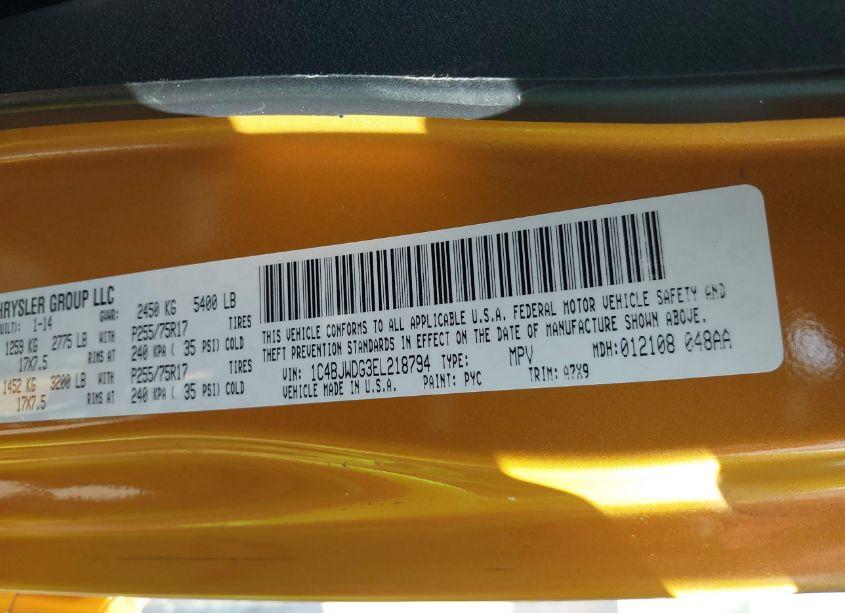 HRYSLER GROUP LLC
UILT): 1-14 GVWR: 2450 KG 5400 LB
1259 KG 2775 LB WITH P255/75R17 TIRES
17X7.5 RIMS AT 240 KPA ( 35 PSI) COLD
1452 KG 3200 LB WITH P255/75R17 TIRES
17X7.5 RIMS AT 240 KPA ( 35 PSI) COLD
THIS VEHICLE CONFORMS TO ALL APPLICABLE U.S.A. FEDERAL MOTOR VEHICLE SAFETY AND
THEFT PREVENTION STANDARDS IN EFFECT ON THE DATE OF MANUFACTURE SHOWN ABOVE.
VIN: 1C4BJWDG3EL218794 TYPE: MPV MDH:012108 048AA
VEHICLE MADE IN U.S.A. PAINT: PYC TRIM: A7X9